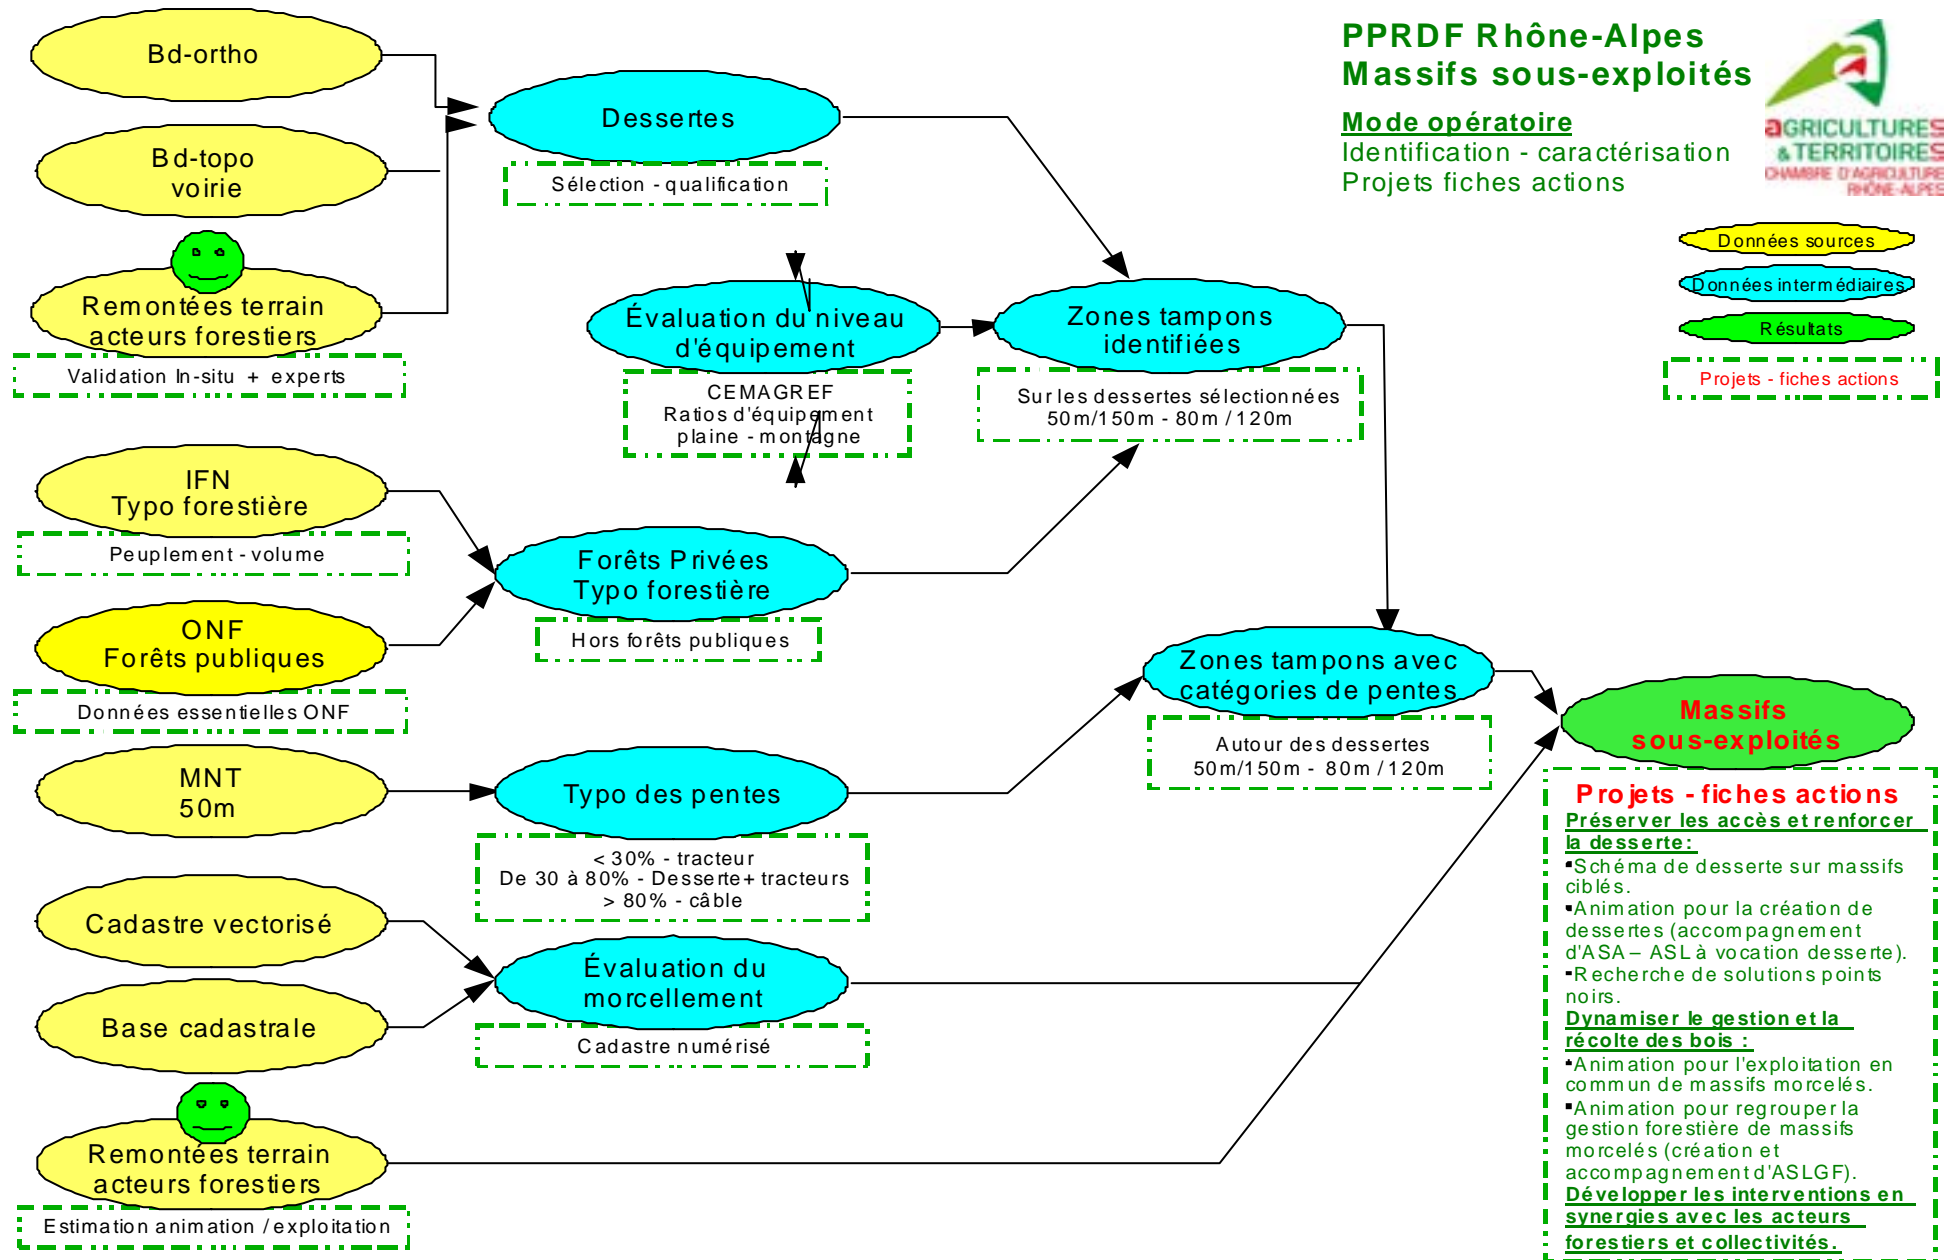 PPRDF Rhône-Alpes
Massifs sous-exploités
Mode opératoire
Identification - caractérisation
Projets fiches actions
aGRICULTURES
& TERRITOIRES
CHAMBRE D'AGRICULTURE
RHÔNE-ALPES
Données sources
Données intermédiaires
Résultats
Projets - fiches actions
Bd-ortho
Bd-topo
voirie
Remontées terrain
acteurs forestiers
Validation In-situ + experts
Dessertes
Sélection - qualification
Évaluation du niveau
d'équipement
CEMAGREF
Ratios d'équipement
plaine - montagne
Zones tampons
identifiées
Sur les dessertes sélectionnées
50m/150m - 80m / 120m
IFN
Typo forestière
Peuplement - volume
ONF
Forêts publiques
Données essentielles ONF
Forêts Privées
Typo forestière
Hors forêts publiques
MNT
50m
Typo des pentes
< 30% - tracteur
De 30 à 80% - Desserte+ tracteurs
> 80% - câble
Zones tampons avec
catégories de pentes
Autour des dessertes
50m/150m - 80m / 120m
Cadastre vectorisé
Base cadastrale
Évaluation du
morcellement
Cadastre numérisé
Remontées terrain
acteurs forestiers
Estimation animation / exploitation
Massifs
sous-exploités
Projets - fiches actions
Préserver les accès et renforcer
la desserte:
▪Schéma de desserte sur massifs
ciblés.
▪Animation pour la création de
dessertes (accompagnement
d'ASA – ASL à vocation desserte).
▪Recherche de solutions points
noirs.
Dynamiser le gestion et la
récolte des bois :
▪Animation pour l'exploitation en
commun de massifs morcelés.
▪Animation pour regrouper la
gestion forestière de massifs
morcelés (création et
accompagnement d'ASLGF).
Développer les interventions en
synergies avec les acteurs
forestiers et collectivités.